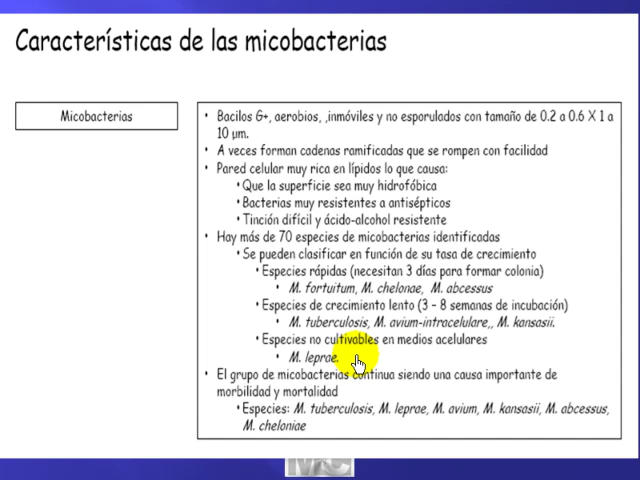 Características de las micobacterias
Micobacterias
• Bacilos G+, aerobios, ,inmóviles y no esporulados con tamaño de 0.2 a 0.6 X 1 a
10 µm.
• A veces forman cadenas ramificadas que se rompen con facilidad
• Pared celular muy rica en lípidos lo que causa:
• Que la superficie sea muy hidrofóbica
• Bacterias muy resistentes a antisépticos
• Tinción difícil y ácido-alcohol resistente
• Hay más de 70 especies de micobacterias identificadas
• Se pueden clasificar en función de su tasa de crecimiento
• Especies rápidas (necesitan 3 días para formar colonia)
• M. fortuitum, M. chelonae, M. abcessus
• Especies de crecimiento lento (3 – 8 semanas de incubación)
• M. tuberculosis, M. avium-intracelulare,, M. kansasii.
• Especies no cultivables en medios acelulares
• M. leprae.
• El grupo de micobacterias continua siendo una causa importante de
morbilidad y mortalidad
• Especies: M. tuberculosis, M. leprae, M. avium, M. kansasii, M. abcessus,
M. cheloniae